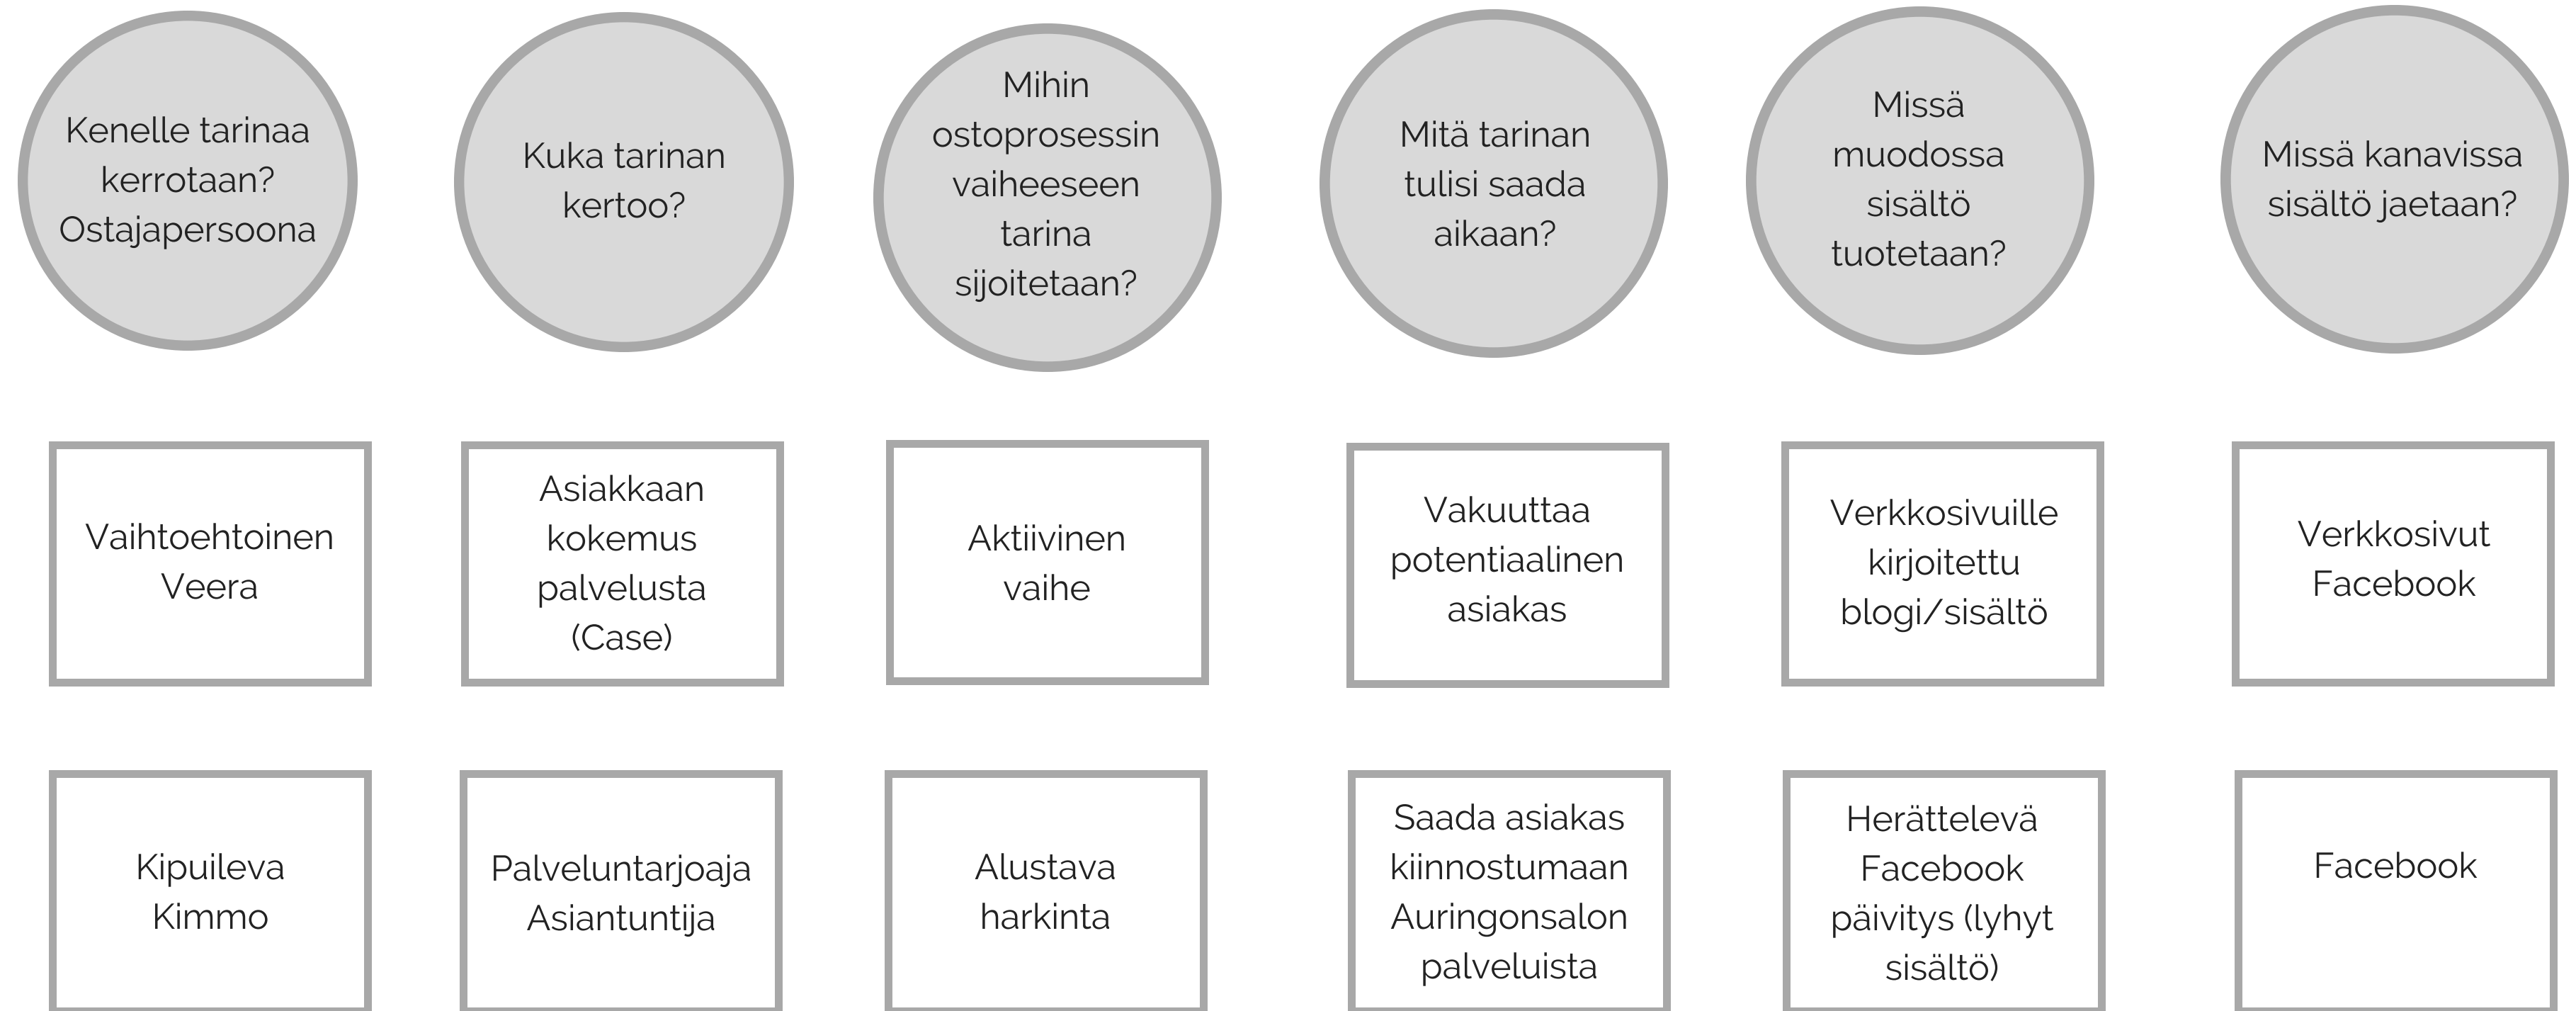 Kenelle tarinaa
kerrotaan?
Ostajapersoona
Kuka tarinan
kertoo?
Mihin
ostoprosessin
vaiheeseen
tarina
sijoitetaan?
Mitä tarinan
tulisi saada
aikaan?
Missä
muodossa
sisältö
tuotetaan?
Missä kanavissa
sisältö jaetaan?
Vaihtoehtoinen
Veera
Asiakkaan
kokemus
palvelusta
(Case)
Aktiivinen
vaihe
Vakuuttaa
potentiaalinen
asiakas
Verkkosivuille
kirjoitettu
blogi/sisältö
Verkkosivut
Facebook
Kipuileva
Kimmo
Palveluntarjoaja
Asiantuntija
Alustava
harkinta
Saada asiakas
kiinnostumaan
Auringonsalon
palveluista
Herättelevä
Facebook
päivitys (lyhyt
sisältö)
Facebook